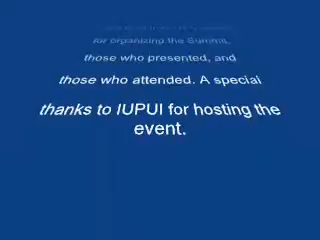 for organizing the Summit,
those who presented, and
those who attended. A special
thanks to IUPUI for hosting the
event.